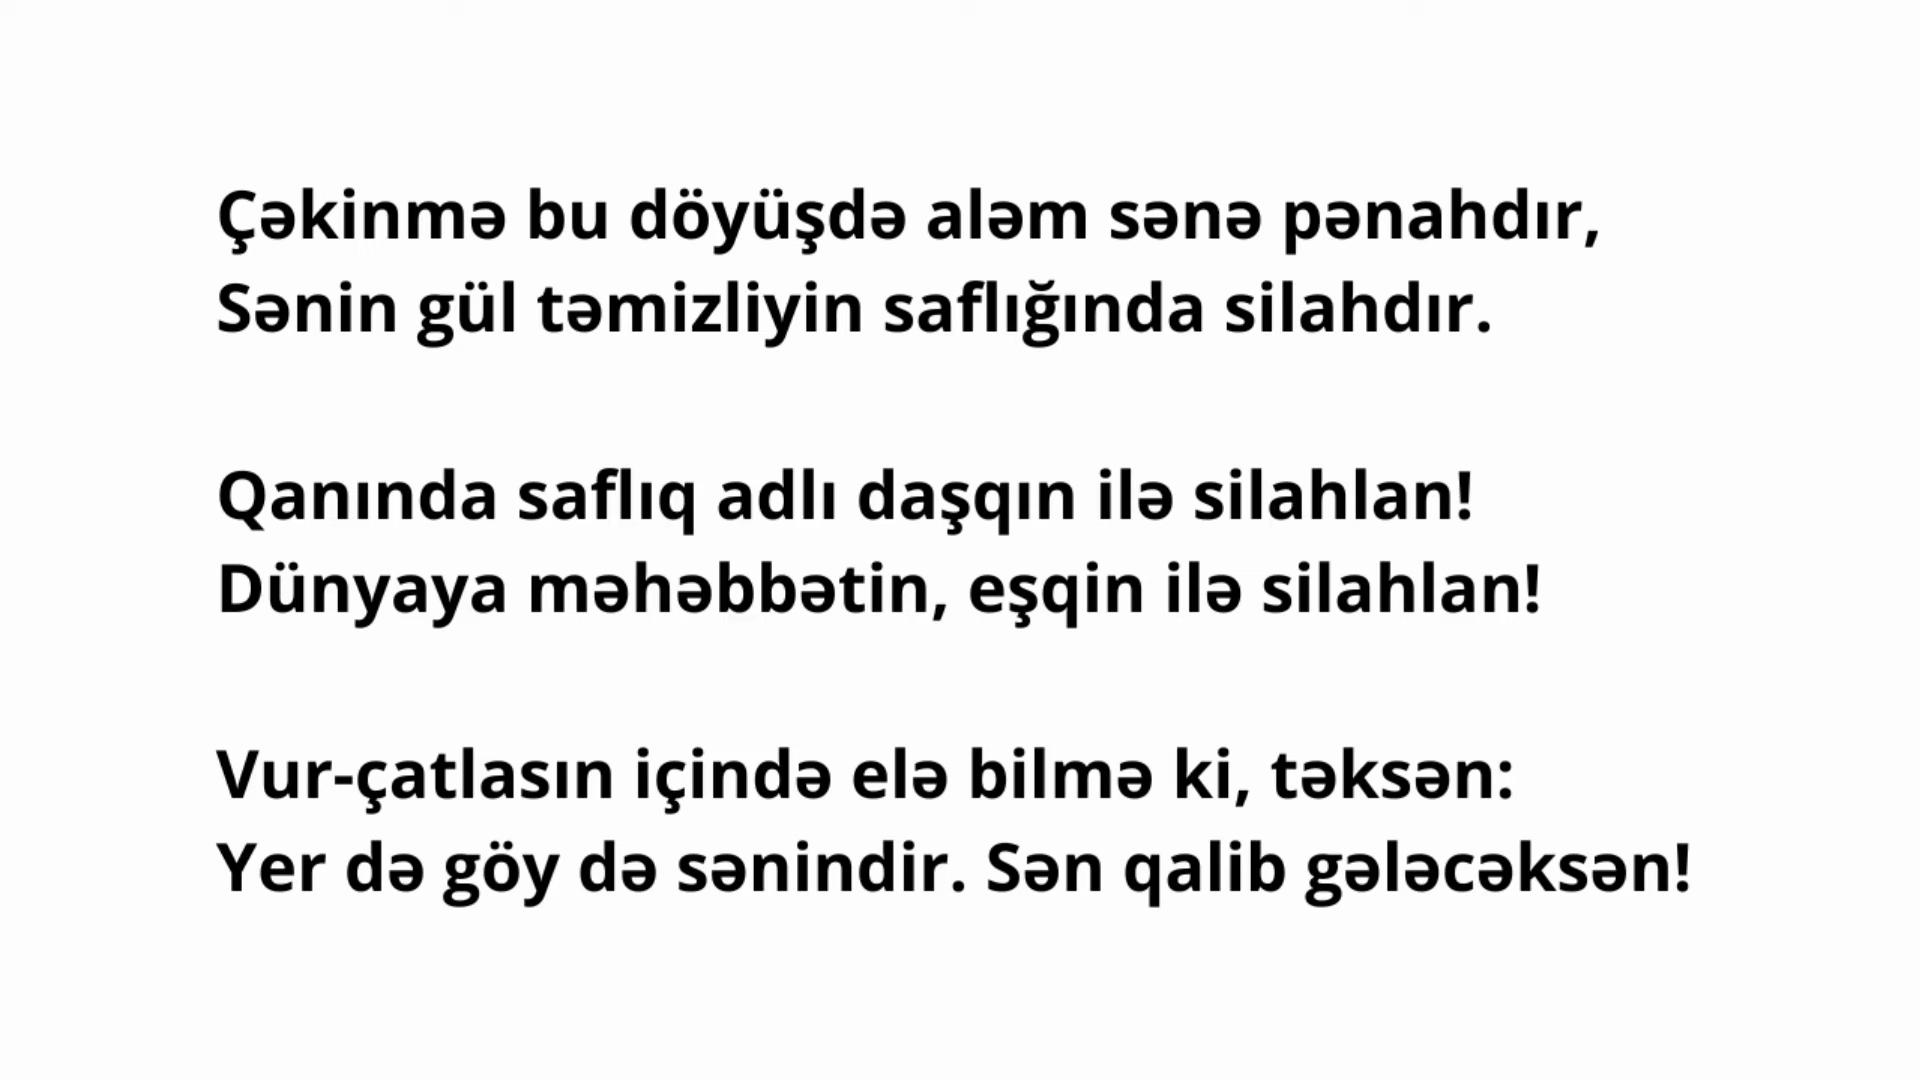 Çəkinmə bu döyüşdə aləm sənə pənahdır,
Sənin gül təmizliyin saflığında silahdır.
Qanında saflıq adlı daşqın ilə silahlan!
Dünyaya məhəbbətin, eşqin ilə silahlan!
Vur-çatlasın içində elə bilmə ki, təksən:
Yer də göy də sənindir. Sən qalib gələcəksən!